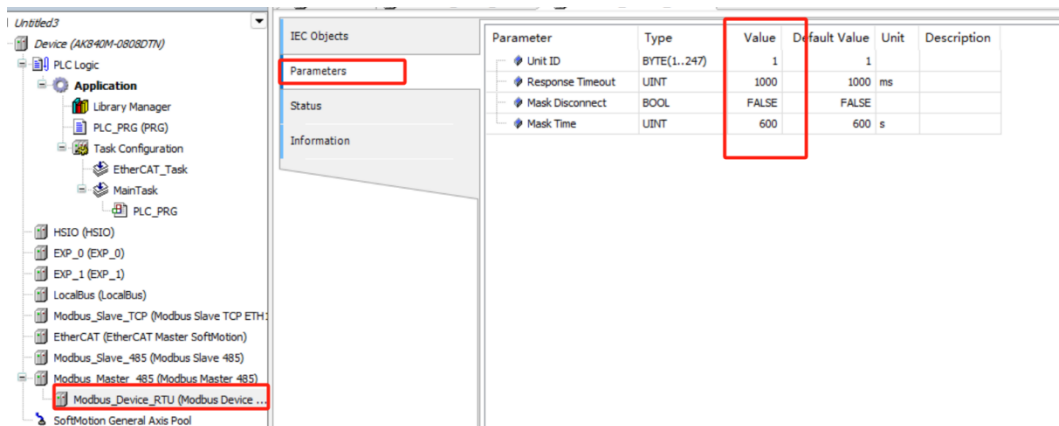 Untitled3
Device (AK840M-0808DTN)
PLC Logic
Application
Library Manager
PLC_PRG (PRG)
Task Configuration
EtherCAT_Task
MainTask
PLC_PRG
HSIO (HSIO)
EXP_0 (EXP_0)
EXP_1 (EXP_1)
LocalBus (LocalBus)
Modbus_Slave_TCP (Modbus Slave TCP ETH1
EtherCAT (EtherCAT Master SoftMotion)
Modbus_Slave_485 (Modbus Slave 485)
Modbus_Master_485 (Modbus Master 485)
Modbus_Device_RTU (Modbus Device ...
SoftMotion General Axis Pool
IEC Objects
Parameters
Status
Information
Parameter Type Value Default Value Unit Description
Unit ID BYTE(1..247) 1 1
Response Timeout UINT 1000 1000 ms
Mask Disconnect BOOL FALSE FALSE
Mask Time UINT 600 600 s